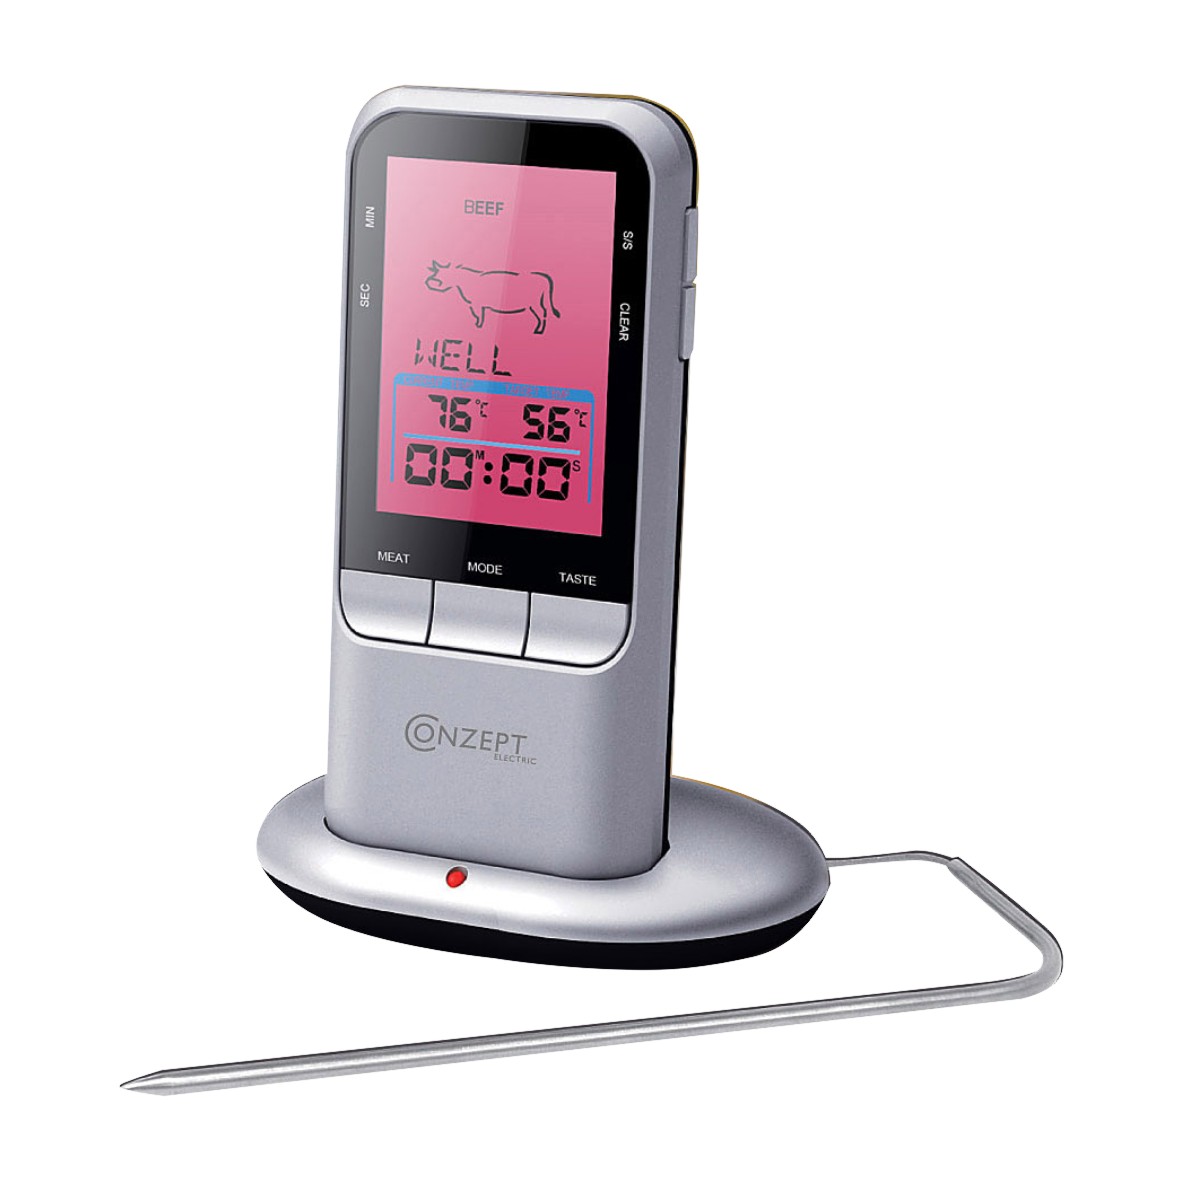 BEEF
MIN
S/S
SEC
CLEAR
WELL
76°C 56°C
00M:00S
MEAT MODE TASTE
CONZEPT
ELECTRIC